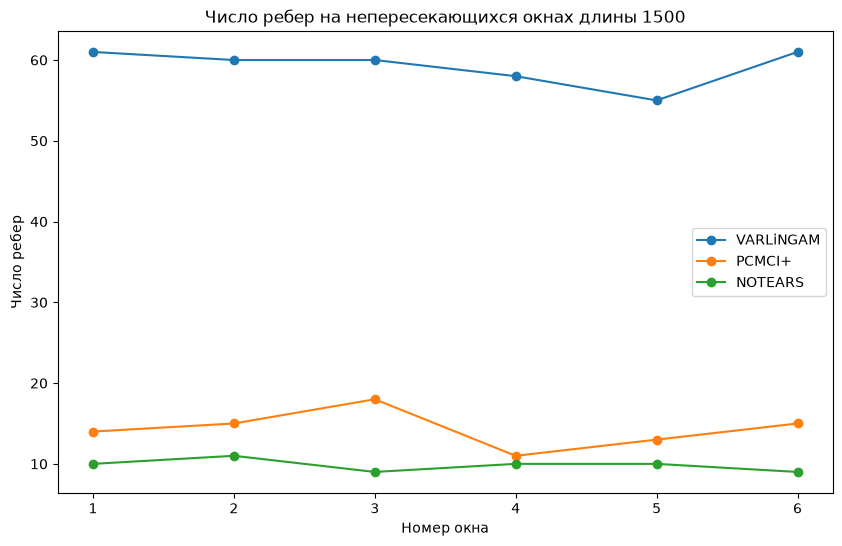 Число ребер на непересекающихся окнах длины 1500
60
50
40
30
20
10
Число ребер
VARLiNGAM
PCMCI+
NOTEARS
1 2 3 4 5 6
Номер окна